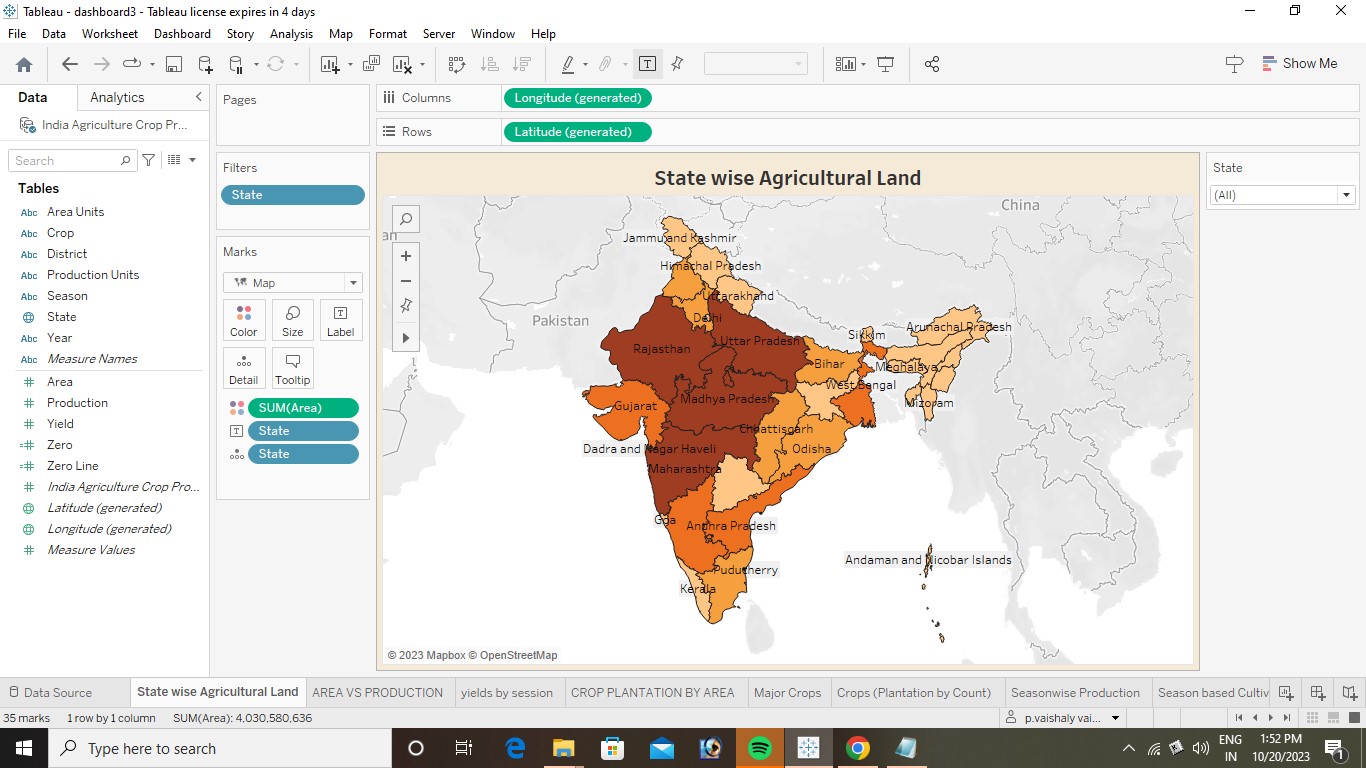 Tableau - dashboard3 - Tableau license expires in 4 days
File Data Worksheet Dashboard Story Analysis Map Format Server Window Help
Show Me
Data Analytics
India Agriculture Crop Pr...
Search
Tables
Abc Area Units
Abc Crop
Abc District
Abc Production Units
Abc Season
State
Abc Year
Abc Measure Names
Area
Production
Yield
Zero
Zero Line
India Agriculture Crop Pro...
Latitude (generated)
Longitude (generated)
Measure Values
Pages
Filters
State
Marks
Map
Color Size Label
Detail Tooltip
SUM(Area)
State
State
Columns Longitude (generated)
Rows Latitude (generated)
State wise Agricultural Land
China
an
Jammu and Kashmir
Himachal Pradesh
Uttarakhand
Pakistan
Delhi
Sikkim
Arunachal Pradesh
Rajasthan
Uttar Pradesh
Bihar
Meghalaya
West Bengal
Gujarat
Madhya Pradesh
Mizoram
Chhattisgarh
Dadra and Nagar Haveli
Odisha
Maharashtra
Goa
Andhra Pradesh
Andaman and Nicobar Islands
Puducherry
Kerala
© 2023 Mapbox © OpenStreetMap
State
(All)
Data Source State wise Agricultural Land AREA VS PRODUCTION yields by session CROP PLANTATION BY AREA Major Crops Crops (Plantation by Count) Seasonwise Production Season based Cultiv
35 marks 1 row by 1 column SUM(Area): 4,030,580,636 p.vaishaly vai...
Type here to search
ENG
IN
1:52 PM
10/20/2023
1